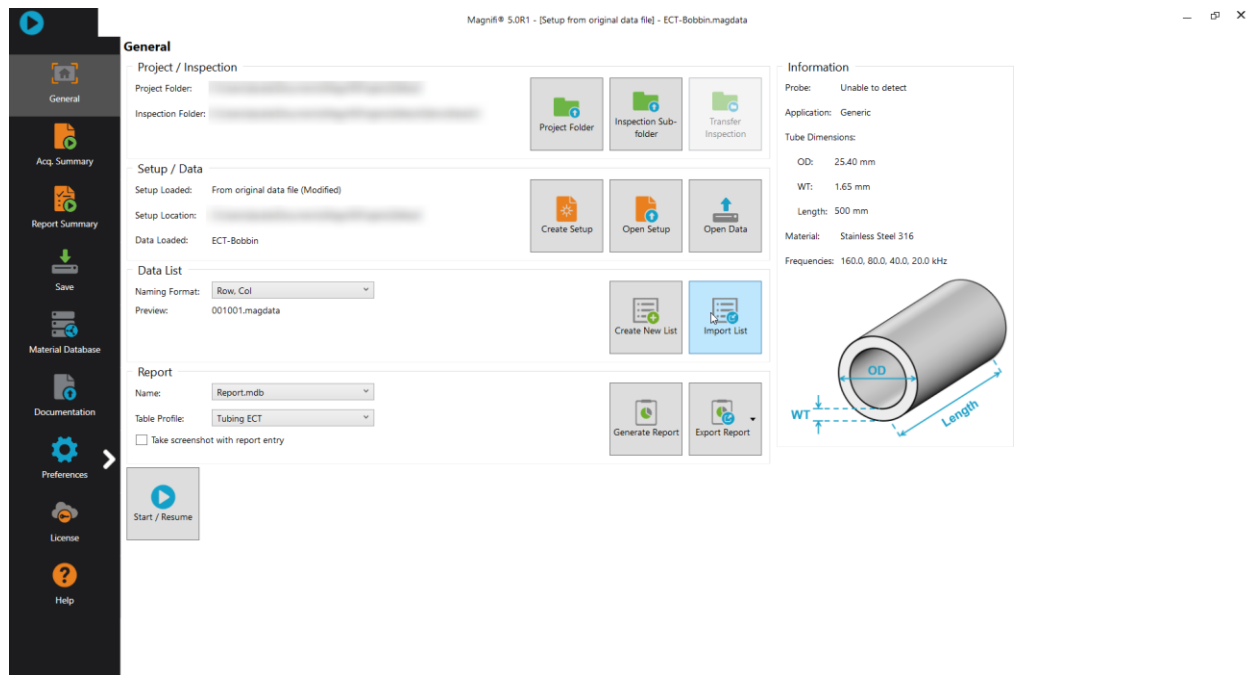 Magnifi® 5.0R1 - [Setup from original data file] - ECT-Bobbin.magdata
General
Acq. Summary
Report Summary
Save
Material Database
Documentation
Preferences
License
Help
General
Project / Inspection
Project Folder:
Inspection Folder:
Project Folder
Inspection Sub-
folder
Transfer
Inspection
Setup / Data
Setup Loaded: From original data file (Modified)
Setup Location:
Data Loaded: ECT-Bobbin
Create Setup
Open Setup
Open Data
Data List
Naming Format: Row, Col
Preview: 001001.magdata
Create New List
Import List
Report
Name: Report.mdb
Table Profile: Tubing ECT
Take screenshot with report entry
Generate Report
Export Report
Start / Resume
Information
Probe: Unable to detect
Application: Generic
Tube Dimensions:
OD: 25.40 mm
WT: 1.65 mm
Length: 500 mm
Material: Stainless Steel 316
Frequencies: 160.0, 80.0, 40.0, 20.0 kHz
OD
WT
Length